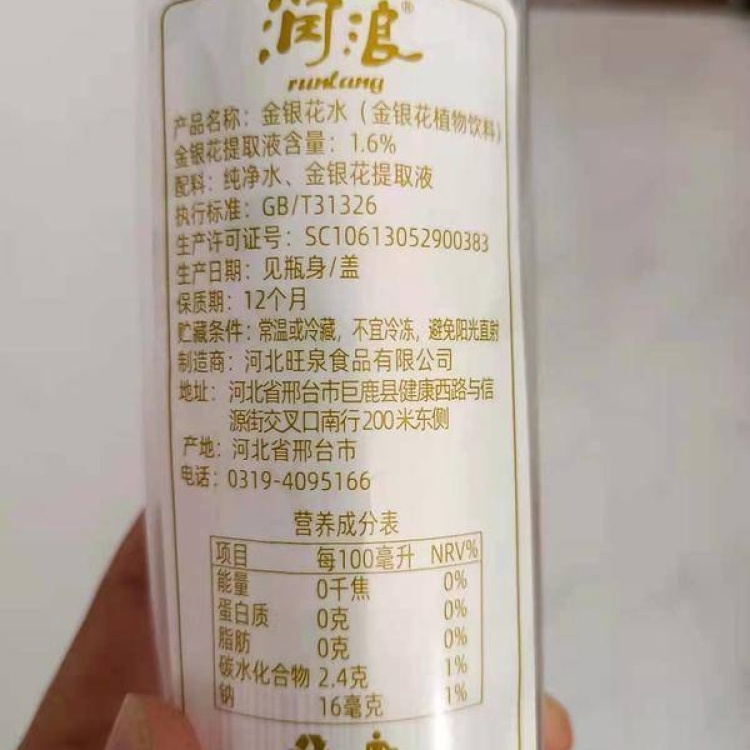 润浪®
runlang
产品名称：金银花水（金银花植物饮料）
金银花提取液含量：1.6%
配料：纯净水、金银花提取液
执行标准：GB/T31326
生产许可证号：SC10613052900383
生产日期：见瓶身/盖
保质期：12个月
贮藏条件：常温或冷藏，不宜冷冻，避免阳光直射
制造商：河北旺泉食品有限公司
地址：河北省邢台市巨鹿县健康西路与信
源街交叉口南行200米东侧
产地：河北省邢台市
电话：0319-4095166
营养成分表
项目 每100毫升 NRV%
能量 0千焦 0%
蛋白质 0克 0%
脂肪 0克 0%
碳水化合物 2.4克 1%
钠 16毫克 1%